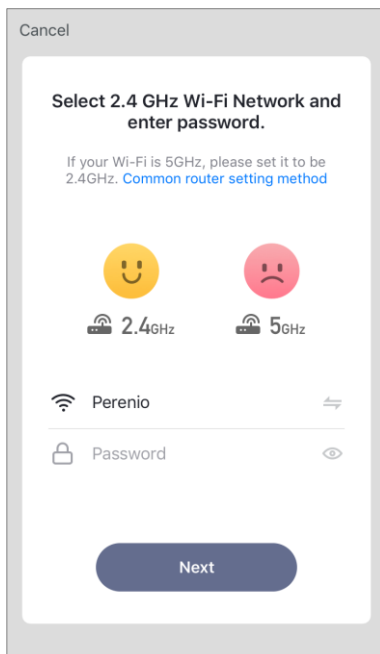 Cancel
Select 2.4 GHz Wi-Fi Network and
enter password.
If your Wi-Fi is 5GHz, please set it to be
2.4GHz. Common router setting method
2.4GHz 5GHz
Perenio
Password
Next